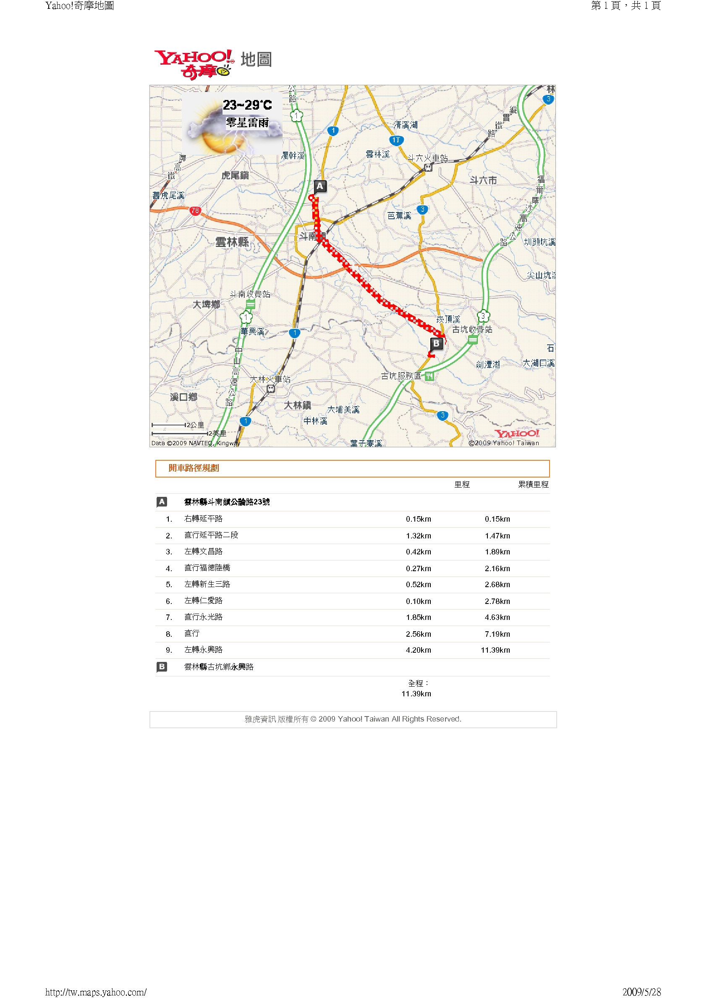 Yahoo!奇摩地圖 第 1 頁，共 1 頁
YAHOO! 地圖
奇摩
公路 林
23~29°C
零星雷雨
1
3
縱貫鐵路
清溪湖
1
1T
濁幹溪 雲林溪 斗六火車站
灣高鐵 虎尾鎮 斗六市
福爾摩沙高速公路
A
舊虎尾溪
78 芭蕉溪 3
斗南鎮
雲林縣 圳頭坑溪
尖山坑溪
斗南收費站
大埤鄉
1 崁頂溪 3
華興溪 1 古坑收費站
B
石
中山高速公路 劍潭湖 大湖口溪
大林火車站 古坑服務區
溪口鄉 大林鎮 大埔美溪
中林溪 3
1
2公里
2英里 YAHOO!
Data ©2009 NAVTEQ, Kingway 葉子寮溪 ©2009 Yahoo! Taiwan
開車路徑規劃
里程 累積里程
A 雲林縣斗南鎮公論路23號
1. 右轉延平路 0.15km 0.15km
2. 直行延平路二段 1.32km 1.47km
3. 左轉文昌路 0.42km 1.89km
4. 直行福德陸橋 0.27km 2.16km
5. 左轉新生三路 0.52km 2.68km
6. 左轉仁愛路 0.10km 2.78km
7. 直行永光路 1.85km 4.63km
8. 直行 2.56km 7.19km
9. 左轉永興路 4.20km 11.39km
B 雲林縣古坑鄉永興路
全程：
11.39km
雅虎資訊 版權所有 © 2009 Yahoo! Taiwan All Rights Reserved.
http://tw.maps.yahoo.com/ 2009/5/28